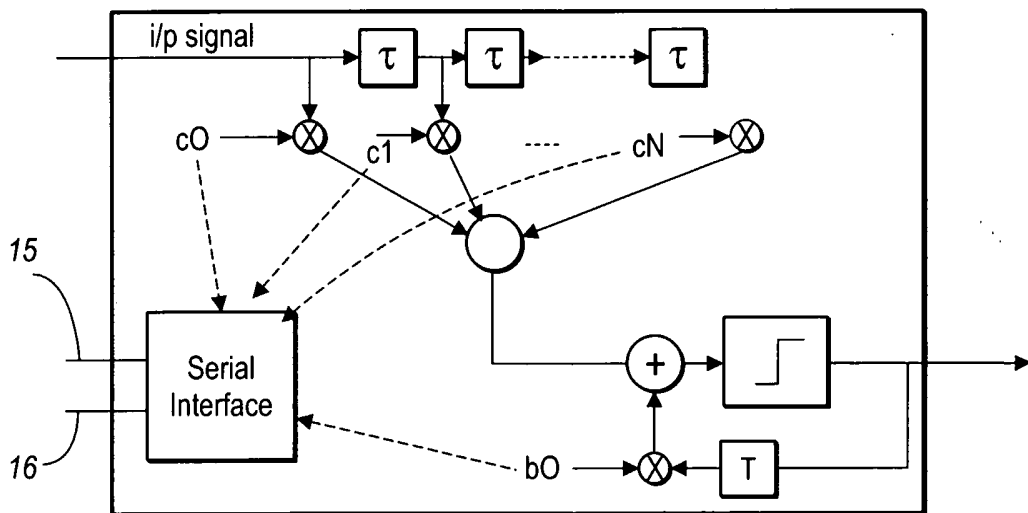 i/p signal
τ τ τ
cO c1 .... cN
15
Serial
Interface
+
16
bO T